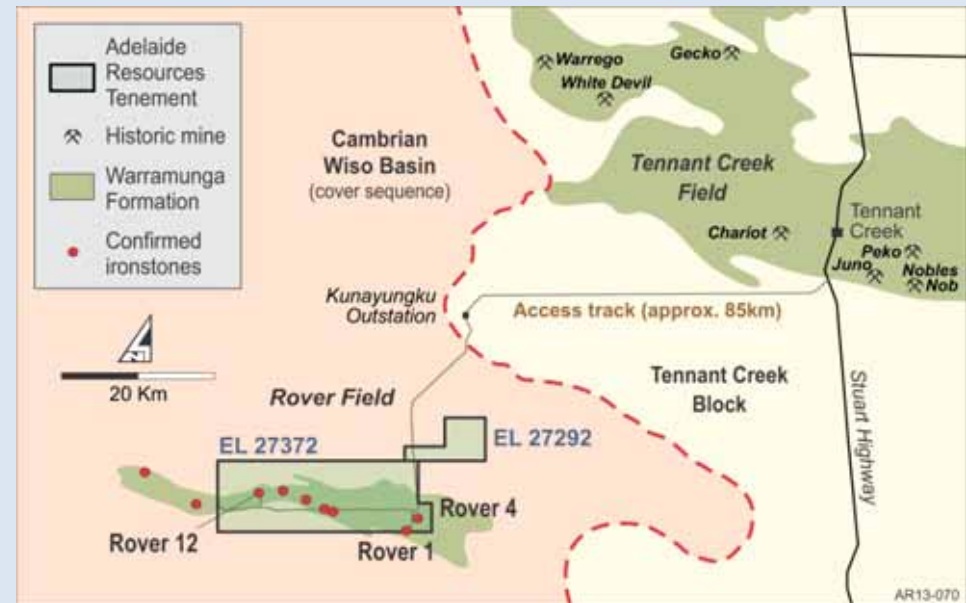 Adelaide
Resources
Tenement
Historic mine
Warramunga
Formation
Confirmed
ironstones
N
20 Km
Cambrian
Wiso Basin
(cover sequence)
Warrego
Gecko
White Devil
Tennant Creek
Field
Chariot
Tennant
Creek
Peko
Juno
Nobles
Nob
Kunayungku
Outstation
Access track (approx. 85km)
Tennant Creek
Block
Stuart Highway
Rover Field
EL 27372
EL 27292
Rover 4
Rover 12
Rover 1
AR13-070